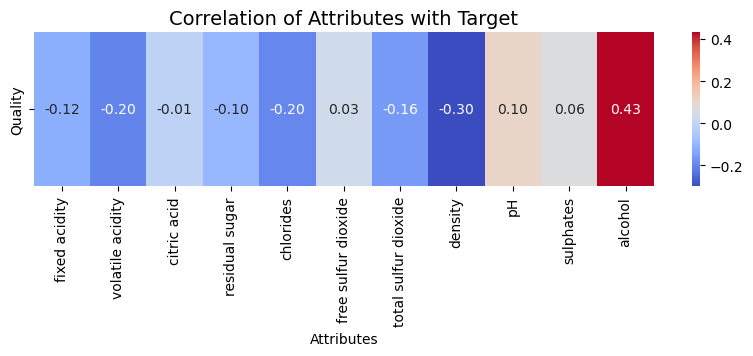 Correlation of Attributes with Target
Quality
-0.12 -0.20 -0.01 -0.10 -0.20 0.03 -0.16 -0.30 0.10 0.06 0.43
fixed acidity
volatile acidity
citric acid
residual sugar
chlorides
free sulfur dioxide
total sulfur dioxide
density
pH
sulphates
alcohol
Attributes
0.4
0.2
0.0
−0.2